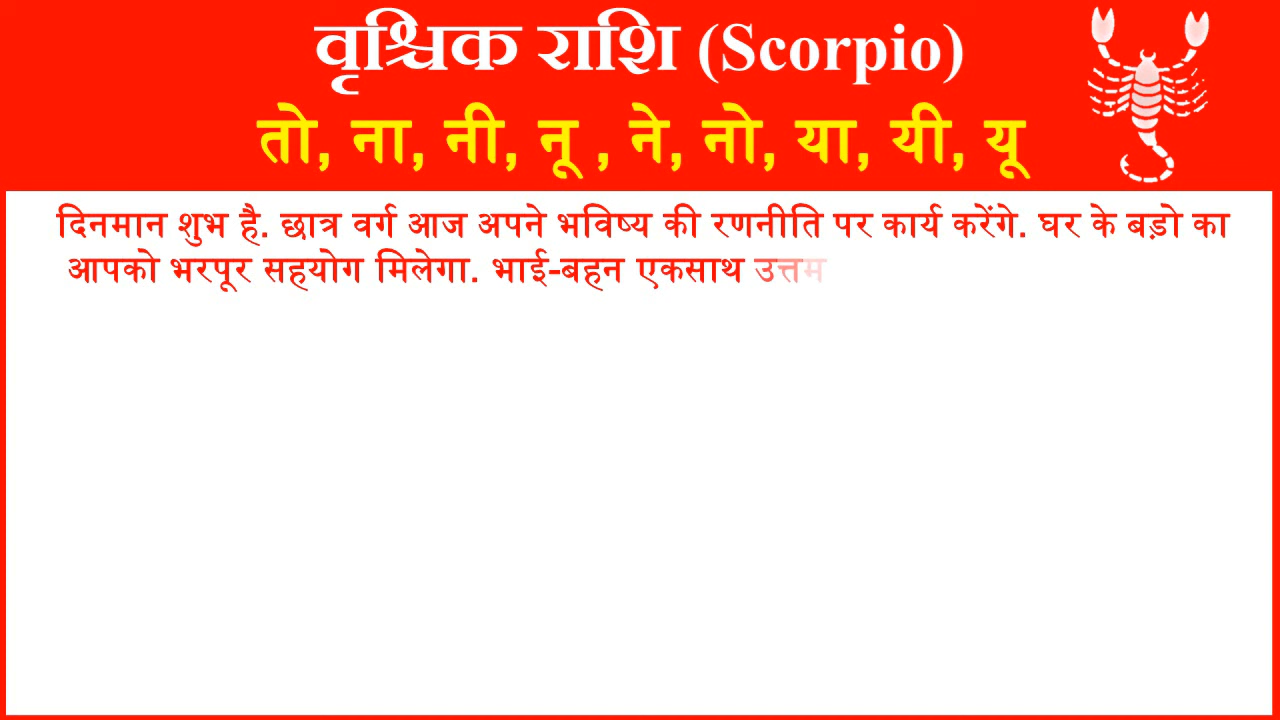 वृश्चिक राशि (Scorpio)
तो, ना, नी, नू , ने, नो, या, यी, यू
दिनमान शुभ है. छात्र वर्ग आज अपने भविष्य की रणनीति पर कार्य करेंगे. घर के बड़ो का
आपको भरपूर सहयोग मिलेगा. भाई-बहन एकसाथ उत्तम